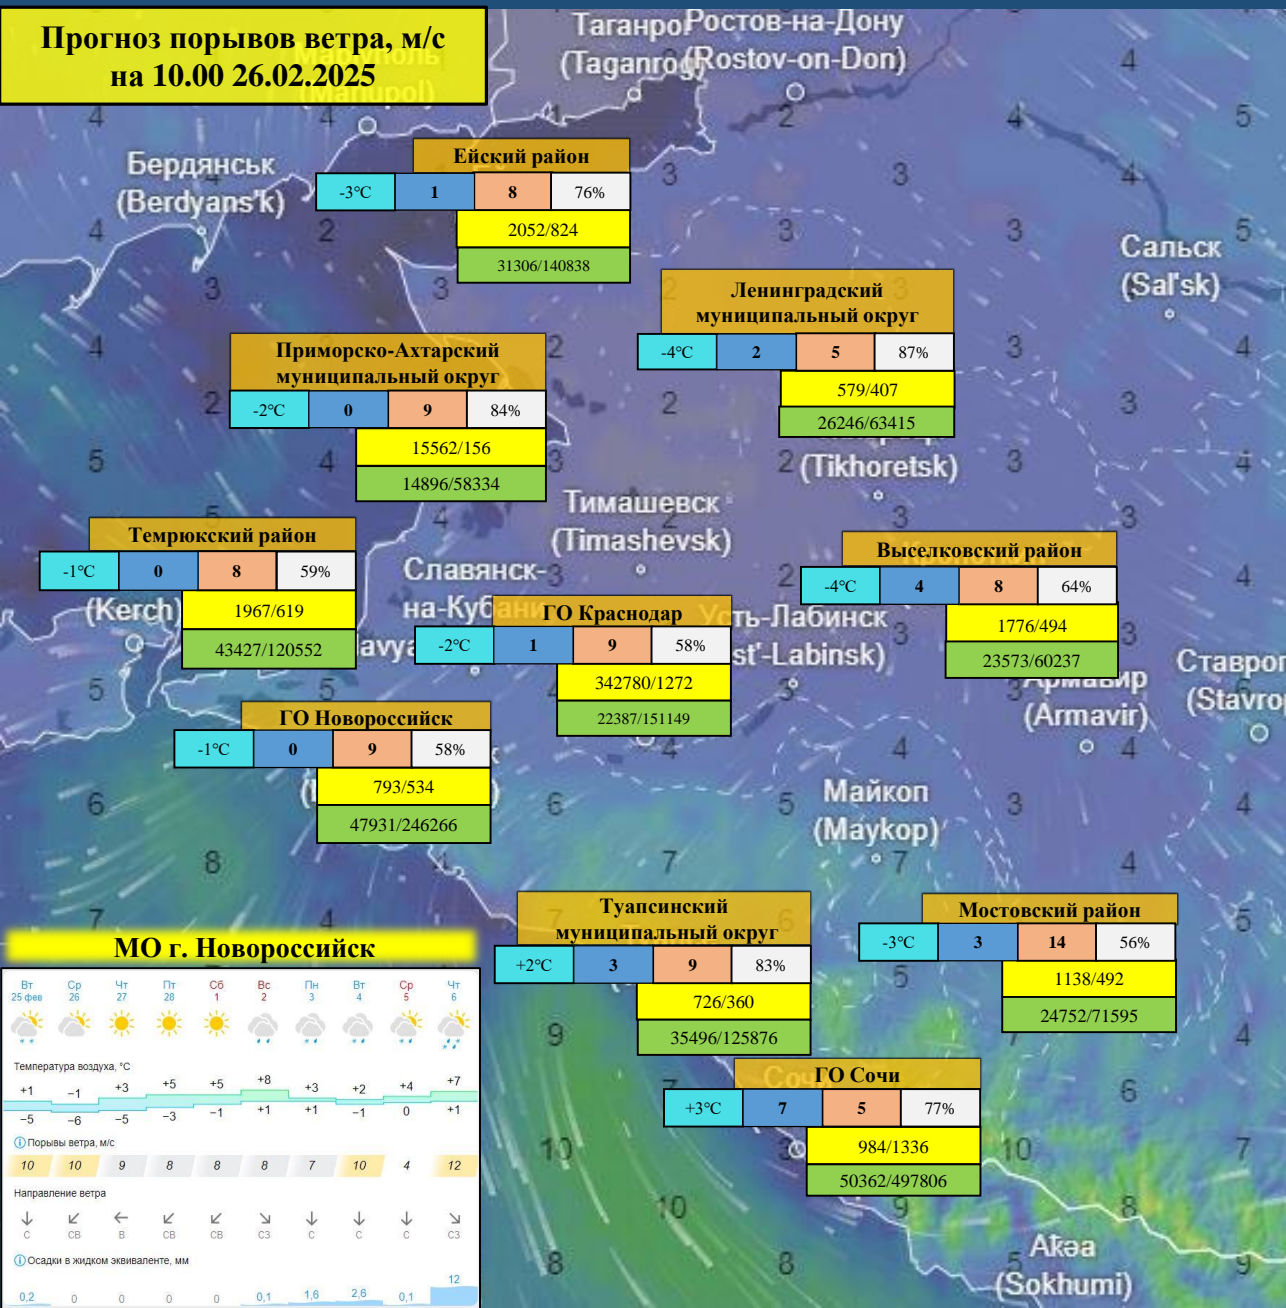 Прогноз порывов ветра, м/с
на 10.00 26.02.2025
Таганрог
(Taganrog)
Ростов-на-Дону
(Rostov-on-Don)
Бердянськ
(Berdyans'k)
Сальск
(Sal'sk)
Ейский район
-3°C 1 8 76%
2052/824
31306/140838
Ленинградский
муниципальный округ
-4°C 2 5 87%
579/407
26246/63415
(Tikhoretsk)
Приморско-Ахтарский
муниципальный округ
-2°C 0 9 84%
15562/156
14896/58334
Тимашевск
(Timashevsk)
Темрюкский район
-1°C 0 8 59%
1967/619
43427/120552
(Kerch)
Славянск-
на-Кубани
Выселковский район
-4°C 4 8 64%
1776/494
23573/60237
ГО Краснодар
-2°C 1 9 58%
342780/1272
22387/151149
Усть-Лабинск
st'-Labinsk)
Армавир
(Armavir)
Ставроп
(Stavrop
ГО Новороссийск
-1°C 0 9 58%
793/534
47931/246266
Майкоп
(Maykop)
Туапсинский
муниципальный округ
+2°C 3 9 83%
726/360
35496/125876
Мостовский район
-3°C 3 14 56%
1138/492
24752/71595
ГО Сочи
+3°C 7 5 77%
984/1336
50362/497806
Аҟәа
(Sokhumi)
МО г. Новороссийск
Вт Ср Чт Пт Сб Вс Пн Вт Ср Чт
25 фев 26 27 28 1 2 3 4 5 6
Температура воздуха, °C
+1 −1 +3 +5 +5 +8 +3 +2 +4 +7
−5 −6 −5 −3 −1 +1 +1 −1 0 +1
Порывы ветра, м/с
10 10 9 8 8 8 7 10 4 12
Направление ветра
С СВ В СВ СВ СЗ С С С СЗ
Осадки в жидком эквиваленте, мм
0,2 0 0 0 0 0,1 1,6 2,6 0,1 12